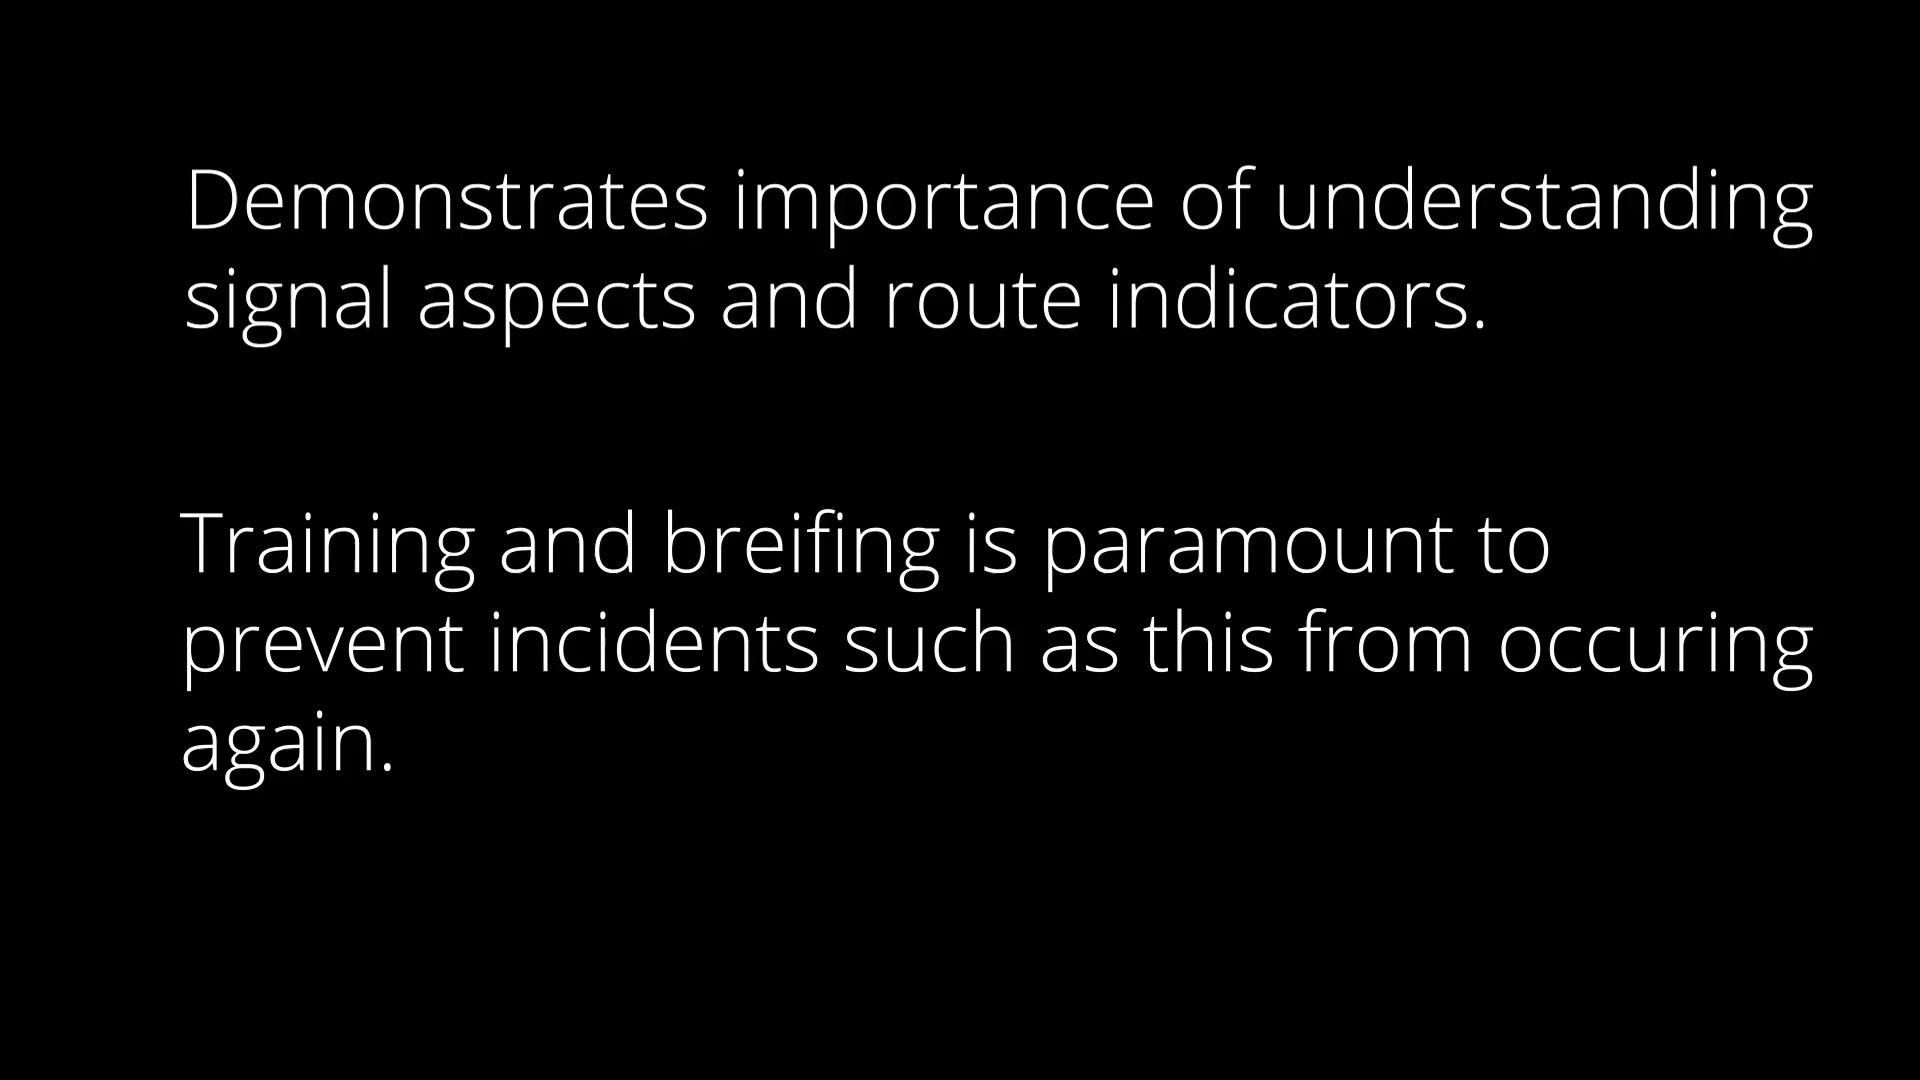 Demonstrates importance of understanding
signal aspects and route indicators.
Training and breifing is paramount to
prevent incidents such as this from occuring
again.